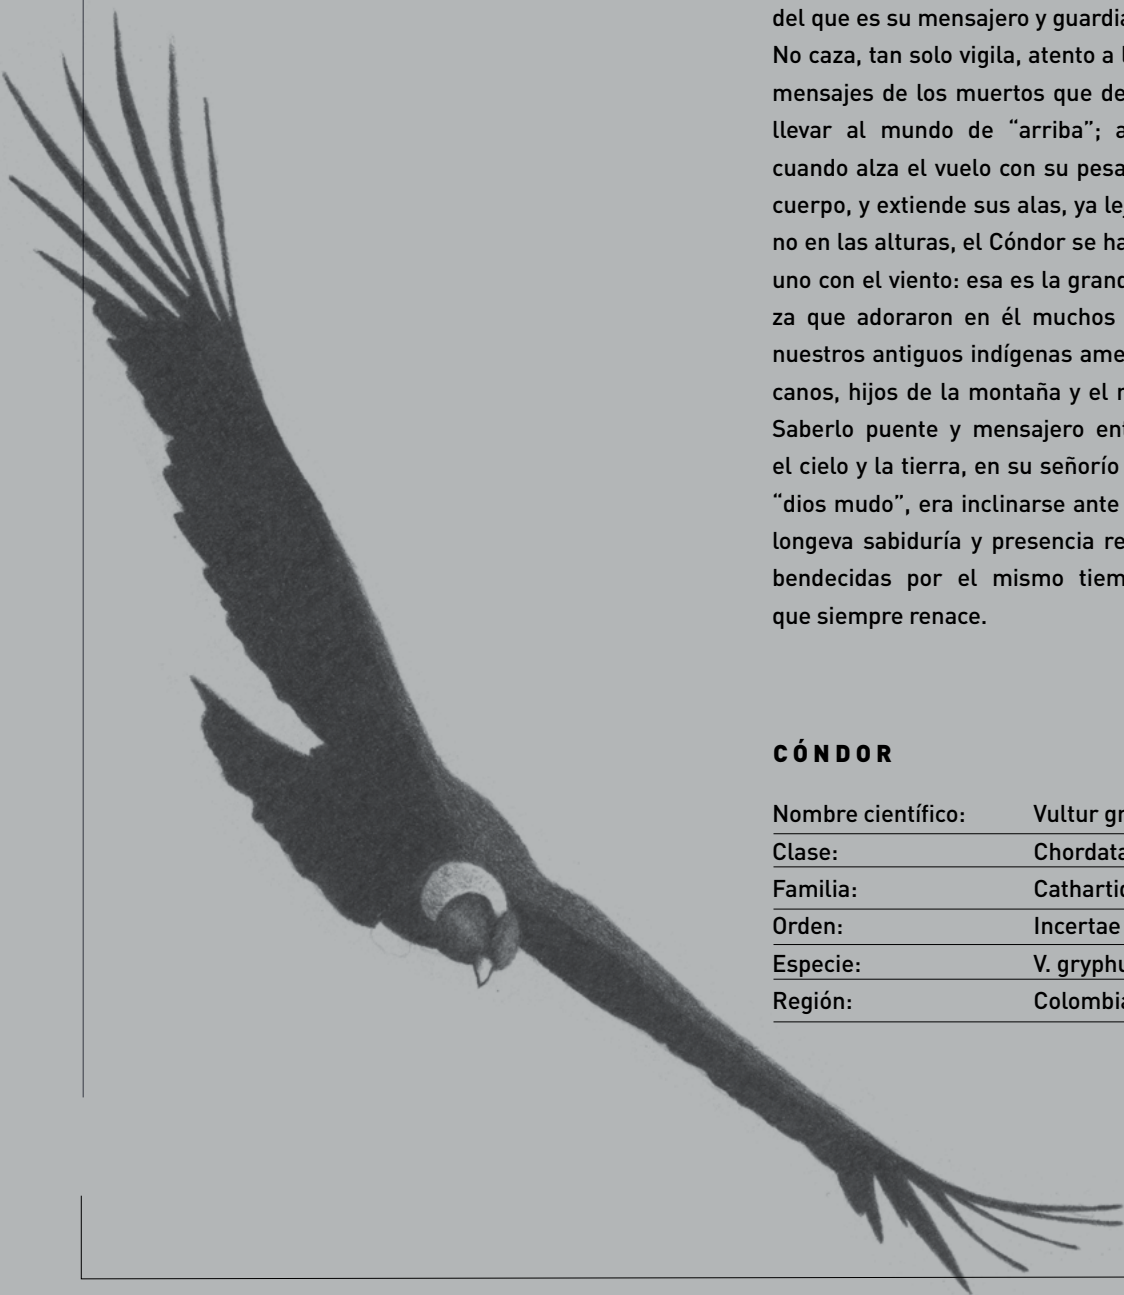 del que es su mensajero y guardia
No caza, tan solo vigila, atento a l
mensajes de los muertos que de
llevar al mundo de “arriba”; a
cuando alza el vuelo con su pesa
cuerpo, y extiende sus alas, ya lej
no en las alturas, el Cóndor se ha
uno con el viento: esa es la grand
za que adoraron en él muchos
nuestros antiguos indígenas ame
canos, hijos de la montaña y el r
Saberlo puente y mensajero ent
el cielo y la tierra, en su señorío
“dios mudo”, era inclinarse ante
longeva sabiduría y presencia re
bendecidas por el mismo tiem
que siempre renace.
CÓNDOR
Nombre científico: Vultur gr
Clase: Chordata
Familia: Cathartid
Orden: Incertae
Especie: V. gryphu
Región: Colombia